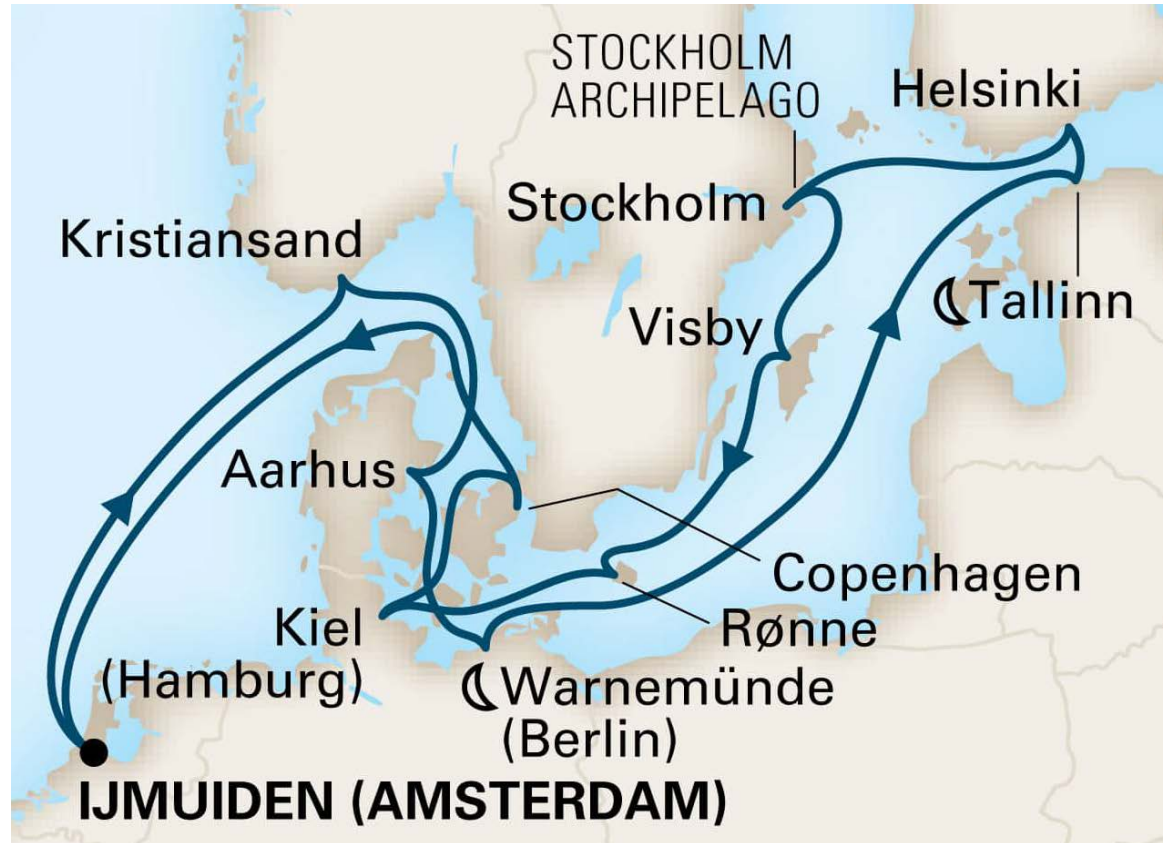 STOCKHOLM
ARCHIPELAGO
Helsinki
Stockholm
Kristiansand
Tallinn
Visby
Aarhus
Copenhagen
Rønne
Kiel
(Hamburg)
Warnemünde
(Berlin)
IJMUIDEN (AMSTERDAM)